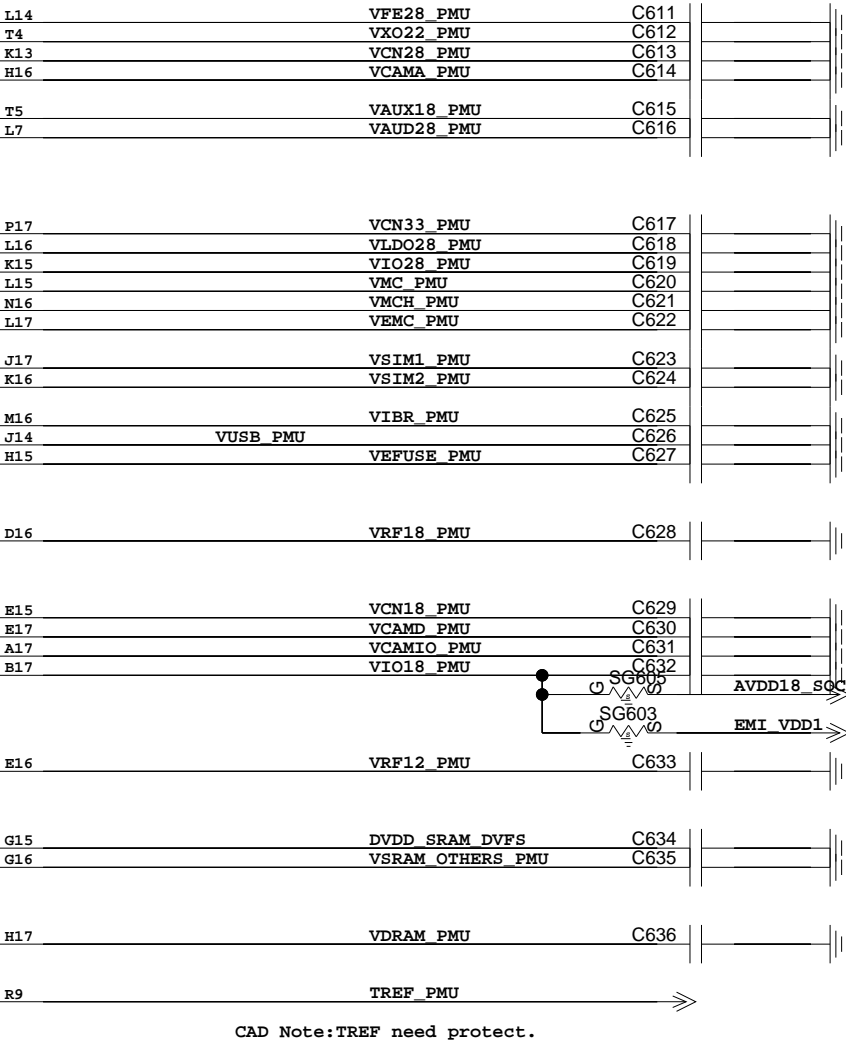 L14 VFE28_PMU C611
T4 VXO22_PMU C612
K13 VCN28_PMU C613
H16 VCAMA_PMU C614
T5 VAUX18_PMU C615
L7 VAUD28_PMU C616
P17 VCN33_PMU C617
L16 VLDO28_PMU C618
K15 VIO28_PMU C619
L15 VMC_PMU C620
N16 VMCH_PMU C621
L17 VEMC_PMU C622
J17 VSIM1_PMU C623
K16 VSIM2_PMU C624
M16 VIBR_PMU C625
J14 VUSB_PMU C626
H15 VEFUSE_PMU C627
D16 VRF18_PMU C628
E15 VCN18_PMU C629
E17 VCAMD_PMU C630
A17 VCAMIO_PMU C631
B17 VIO18_PMU C632
SG605
G S AVDD18_SOC
SG603
G S EMI_VDD1
E16 VRF12_PMU C633
G15 DVDD_SRAM_DVFS C634
G16 VSRAM_OTHERS_PMU C635
H17 VDRAM_PMU C636
R9 TREF_PMU
CAD Note:TREF need protect.